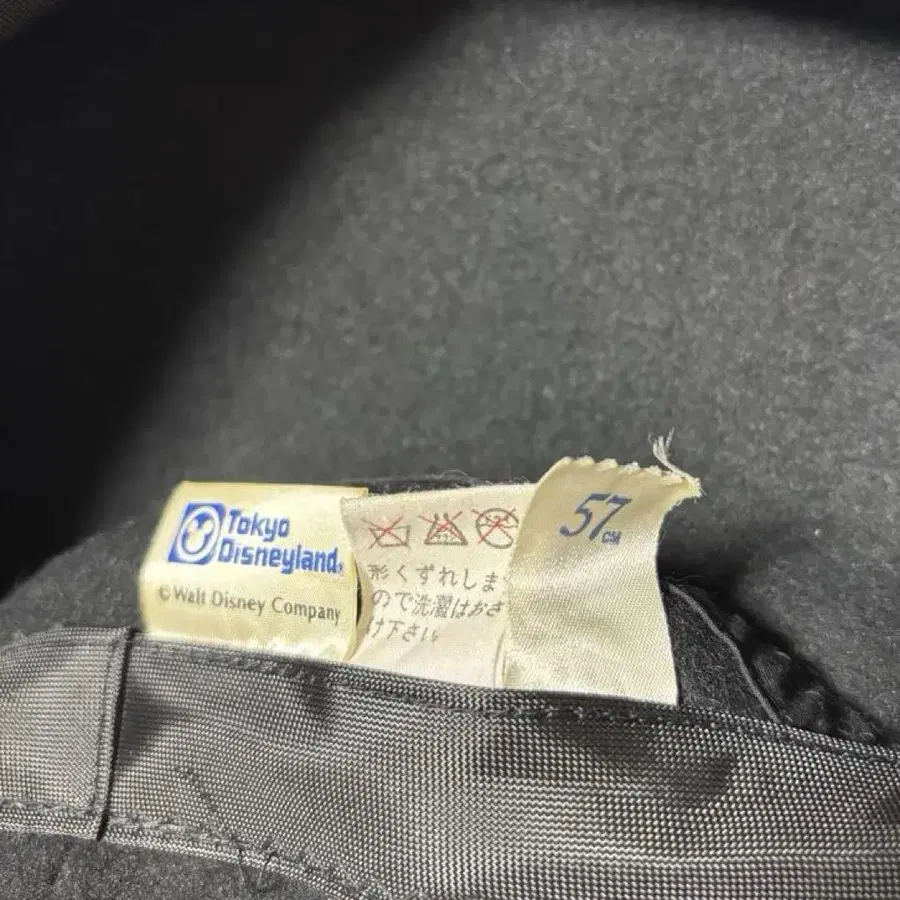 Tokyo
Disneyland®
© Walt Disney Company
形くずれしま
ので洗濯はおさ
け下さい
57CM